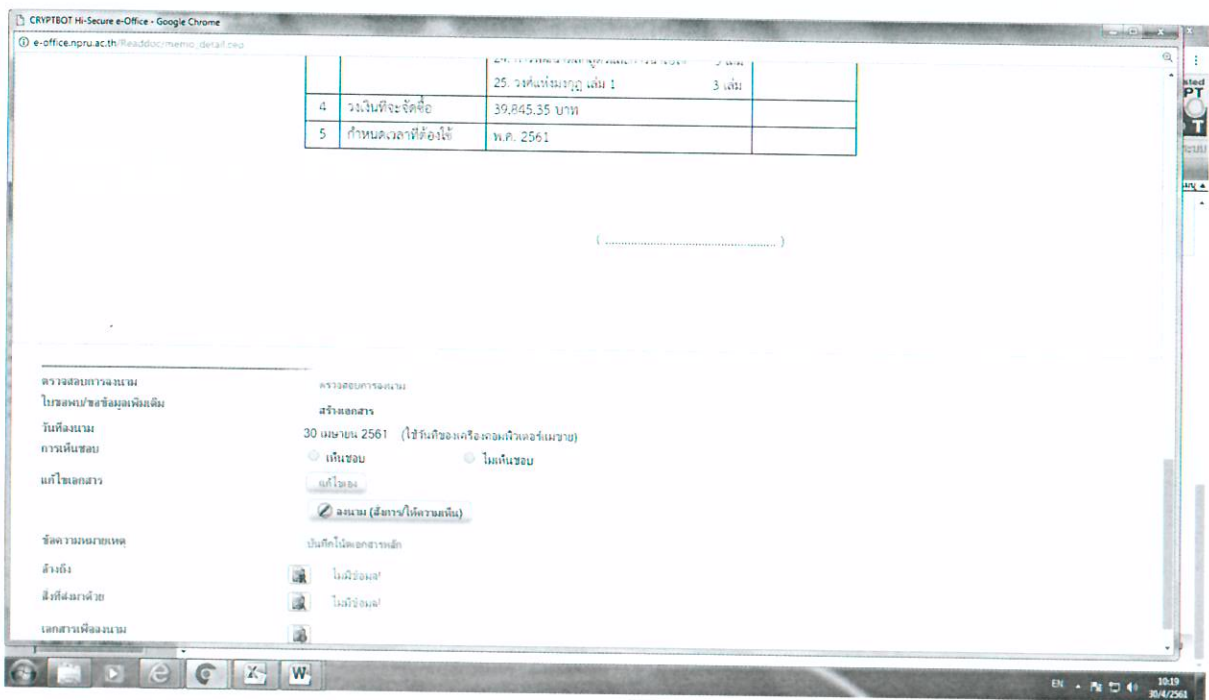 CRYPTBOT Hi-Secure e-Office - Google Chrome
e-office.npru.ac.th/Readdoc/memo_detail.ceu
25. วงศ์แห่งมงกุฎ เล่ม 1 3 เล่ม
4 วงเงินที่จะจัดซื้อ 39,845.35 บาท
5 กำหนดเวลาที่ต้องใช้ พ.ศ. 2561
( .................................................... )
ตรวจสอบการลงนาม ตรวจสอบการลงนาม
ใบขอพบ/ขอข้อมูลเพิ่มเติม สร้างเอกสาร
วันที่ลงนาม 30 เมษายน 2561 (ใช้วันที่ของเครื่องคอมพิวเตอร์แม่ข่าย)
การเห็นชอบ เห็นชอบ ไม่เห็นชอบ
แก้ไขเอกสาร แก้ไขเอง
ลงนาม (สั่งการ/ให้ความเห็น)
ข้อความหมายเหตุ บันทึกโน้ตเอกสารหลัก
อ้างถึง ไม่มีข้อมูล!
สิ่งที่ส่งมาด้วย ไม่มีข้อมูล!
เอกสารเพื่อลงนาม
EN 10:19
30/4/2561